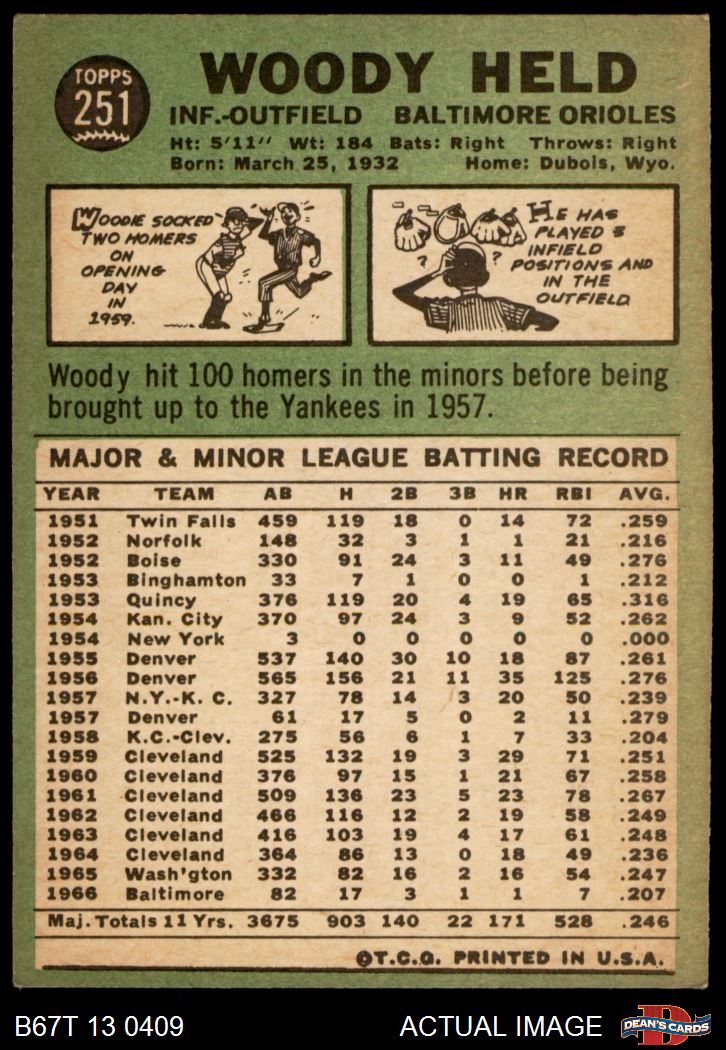 TOPPS
251
WOODY HELD
INF.-OUTFIELD BALTIMORE ORIOLES
Ht: 5'11" Wt: 184 Bats: Right Throws: Right
Born: March 25, 1932 Home: Dubois, Wyo.
WOODIE SOCKED
TWO HOMERS
ON
OPENING
DAY
IN
1959.
? ?
HE HAS
PLAYED 3
INFIELD
POSITIONS AND
IN THE
OUTFIELD
Woody hit 100 homers in the minors before being
brought up to the Yankees in 1957.
MAJOR & MINOR LEAGUE BATTING RECORD
YEAR TEAM AB H 2B 3B HR RBI AVG.
1951 Twin Falls 459 119 18 0 14 72 .259
1952 Norfolk 148 32 3 1 1 21 .216
1952 Boise 330 91 24 3 11 49 .276
1953 Binghamton 33 7 1 0 0 1 .212
1953 Quincy 376 119 20 4 19 65 .316
1954 Kan. City 370 97 24 3 9 52 .262
1954 New York 3 0 0 0 0 0 .000
1955 Denver 537 140 30 10 18 87 .261
1956 Denver 565 156 21 11 35 125 .276
1957 N.Y.-K. C. 327 78 14 3 20 50 .239
1957 Denver 61 17 5 0 2 11 .279
1958 K.C.-Clev. 275 56 6 1 7 33 .204
1959 Cleveland 525 132 19 3 29 71 .251
1960 Cleveland 376 97 15 1 21 67 .258
1961 Cleveland 509 136 23 5 23 78 .267
1962 Cleveland 466 116 12 2 19 58 .249
1963 Cleveland 416 103 19 4 17 61 .248
1964 Cleveland 364 86 13 0 18 49 .236
1965 Wash'gton 332 82 16 2 16 54 .247
1966 Baltimore 82 17 3 1 1 7 .207
Maj. Totals 11 Yrs. 3675 903 140 22 171 528 .246
©T.C.G. PRINTED IN U.S.A.
B67T 13 0409 ACTUAL IMAGE
D
DEAN'S CARDS